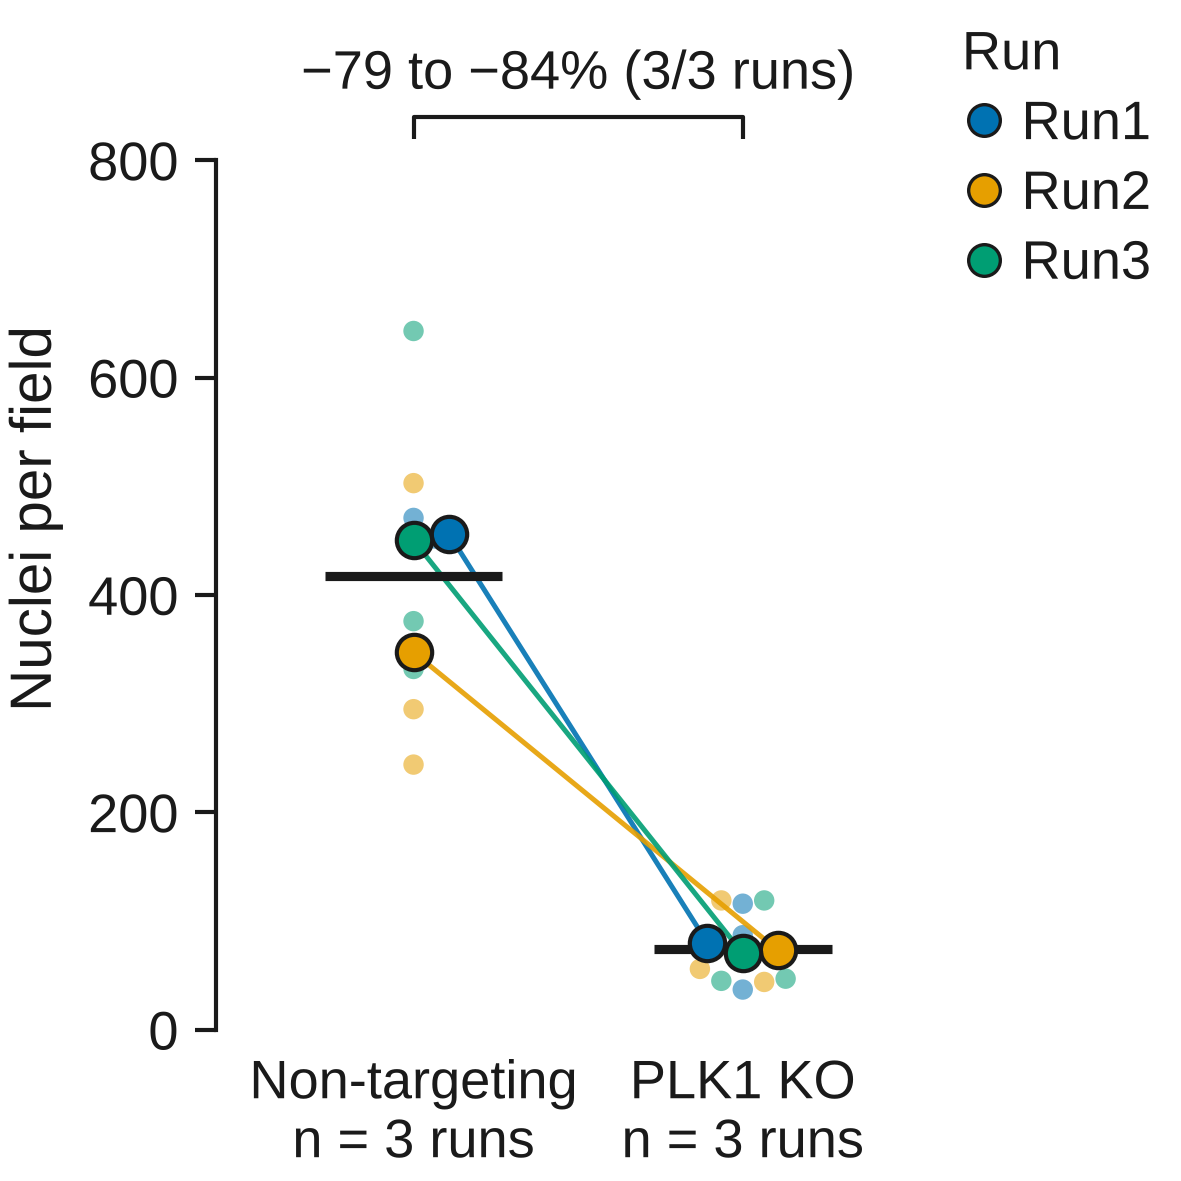 −79 to −84% (3/3 runs)
Run
Run1
Run2
Run3
Nuclei per field
800
600
400
200
0
Non-targeting
n = 3 runs
PLK1 KO
n = 3 runs